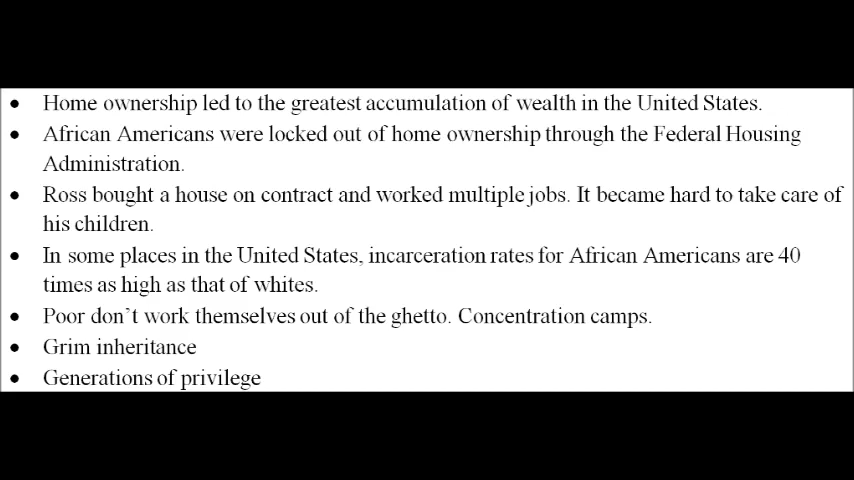 • Home ownership led to the greatest accumulation of wealth in the United States.
• African Americans were locked out of home ownership through the Federal Housing
Administration.
• Ross bought a house on contract and worked multiple jobs. It became hard to take care of
his children.
• In some places in the United States, incarceration rates for African Americans are 40
times as high as that of whites.
• Poor don’t work themselves out of the ghetto. Concentration camps.
• Grim inheritance
• Generations of privilege